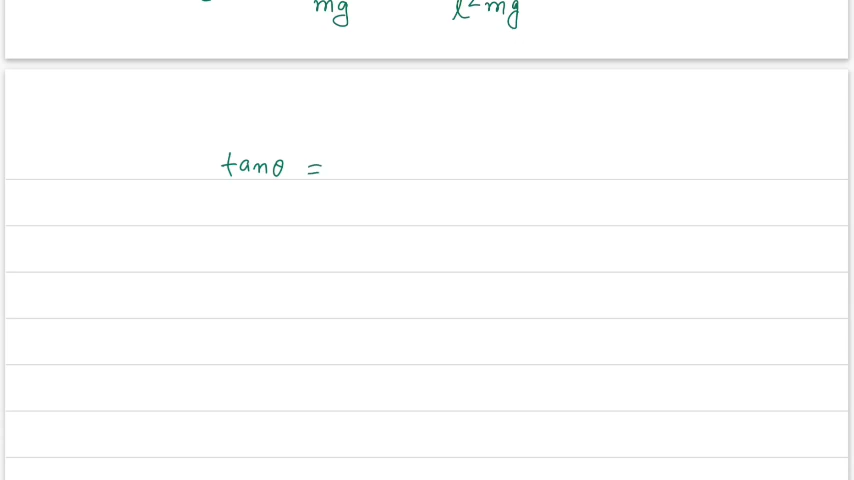 mg l²mg
tanθ =